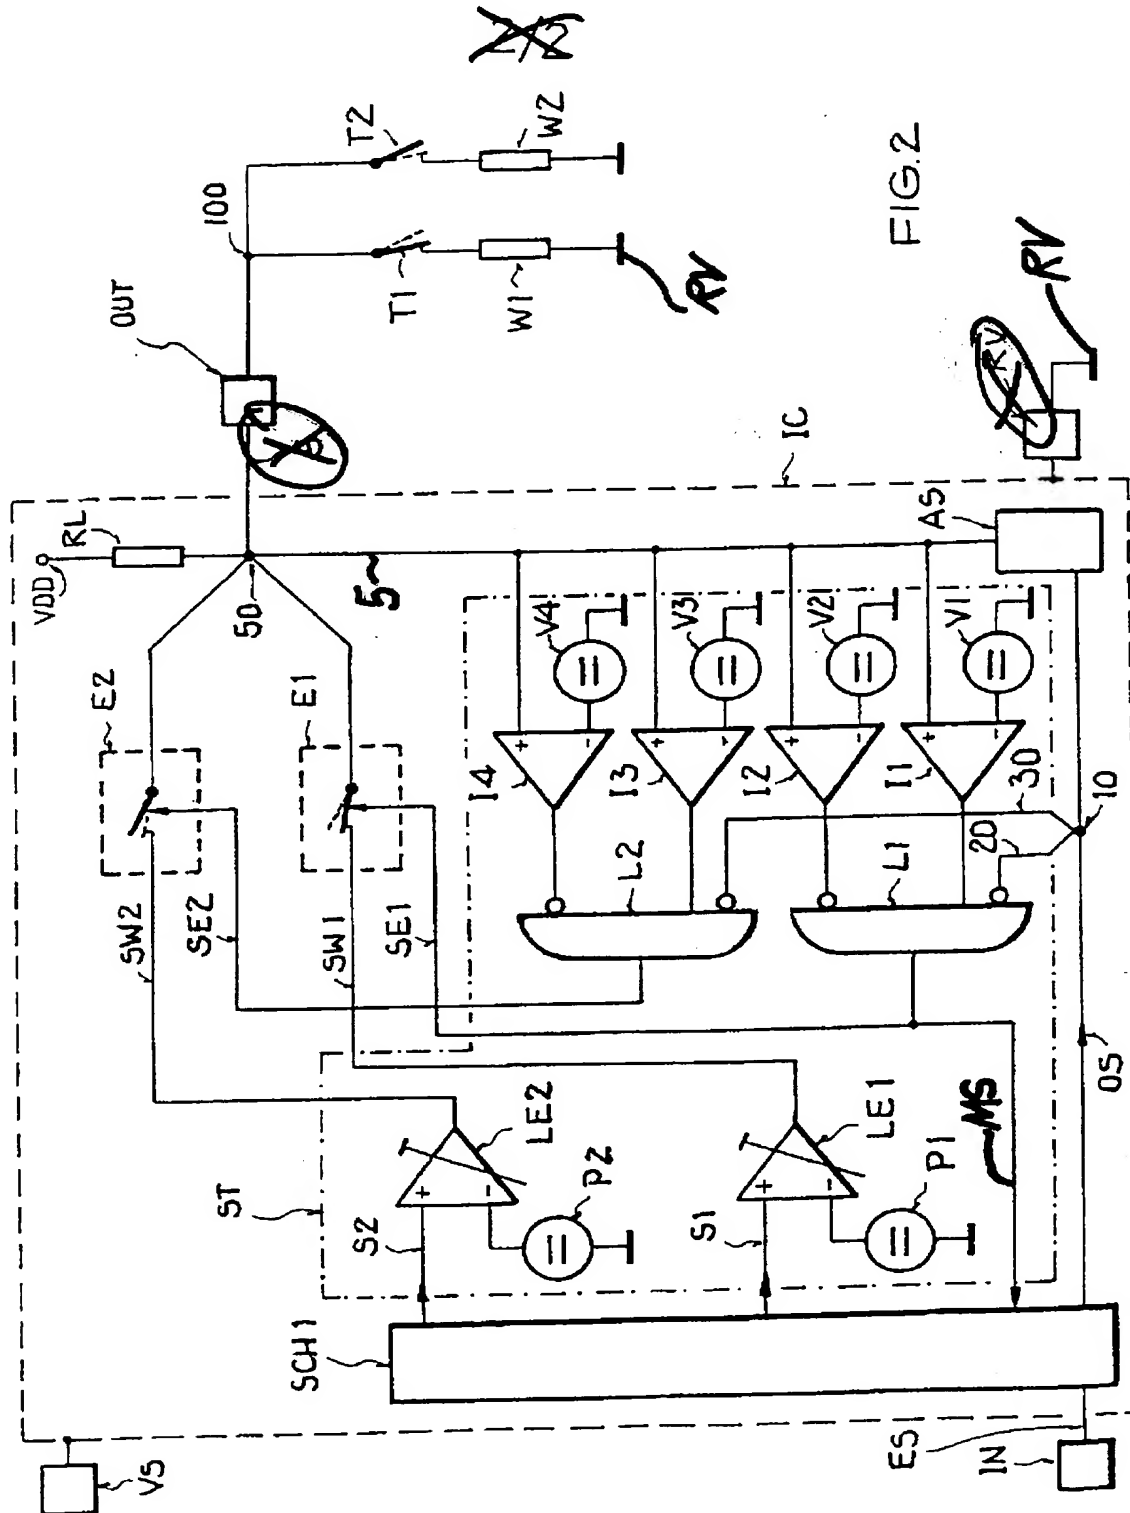 T2
W2
100
T1
W1
RV
OUT
FIG.2
RV
IC
VDD
RL
50
5
AS
E2
E1
V4
V3
V2
V1
+
-
+
-
+
-
+
-
I4
I3
I2
I1
30
10
20
L2
L1
SW2
SE2
SW1
SE1
ST
LE2
LE1
+
-
+
-
MS
OS
S2
P2
S1
P1
SCH1
VS
ES
IN